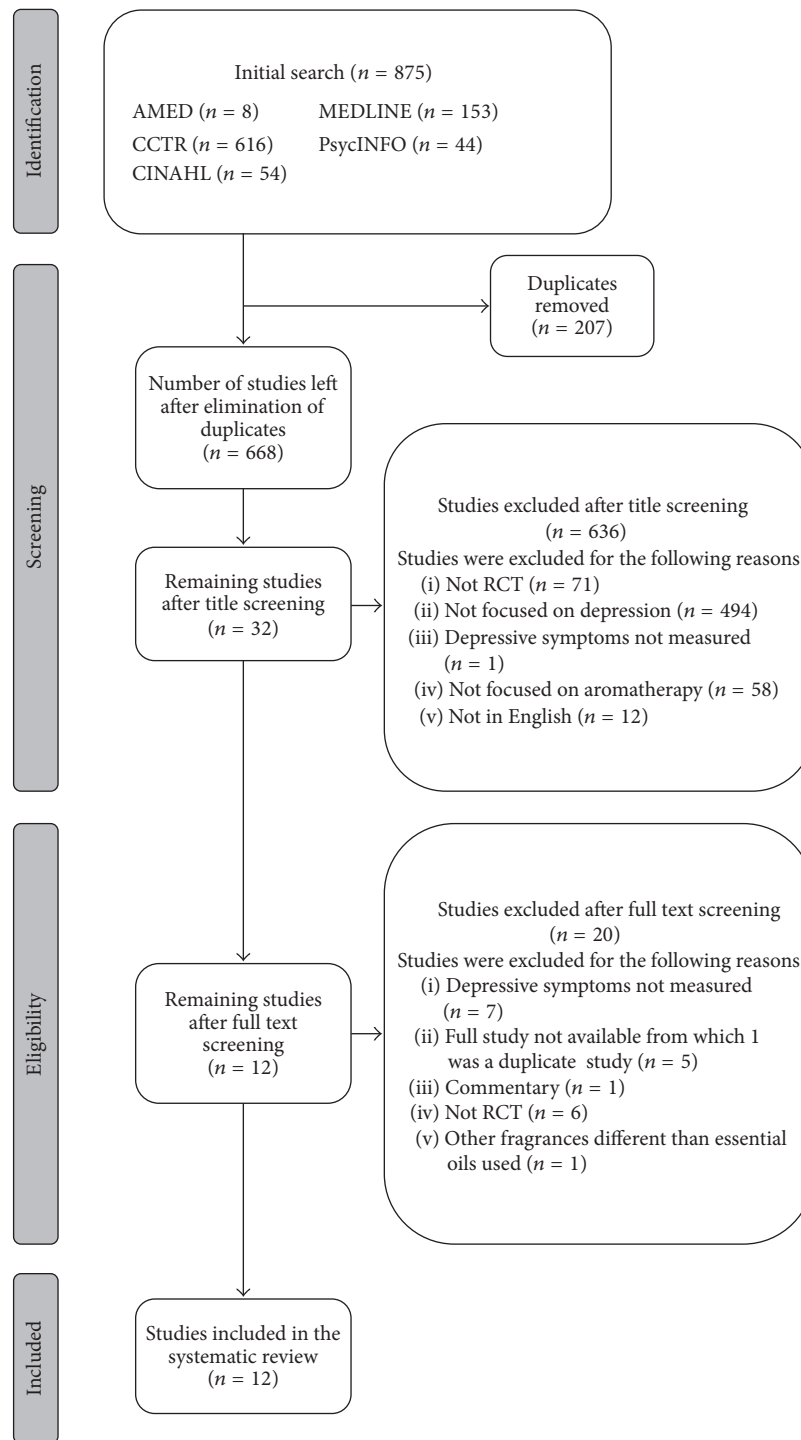 Identification
Initial search (n = 875)
AMED (n = 8)
MEDLINE (n = 153)
CCTR (n = 616)
PsycINFO (n = 44)
CINAHL (n = 54)
Screening
Duplicates
removed
(n = 207)
Number of studies left
after elimination of
duplicates
(n = 668)
Remaining studies
after title screening
(n = 32)
Studies excluded after title screening
(n = 636)
Studies were excluded for the following reasons
(i) Not RCT (n = 71)
(ii) Not focused on depression (n = 494)
(iii) Depressive symptoms not measured
(n = 1)
(iv) Not focused on aromatherapy (n = 58)
(v) Not in English (n = 12)
Eligibility
Remaining studies
after full text
screening
(n = 12)
Studies excluded after full text screening
(n = 20)
Studies were excluded for the following reasons
(i) Depressive symptoms not measured
(n = 7)
(ii) Full study not available from which 1
was a duplicate study (n = 5)
(iii) Commentary (n = 1)
(iv) Not RCT (n = 6)
(v) Other fragrances different than essential
oils used (n = 1)
Included
Studies included in the
systematic review
(n = 12)